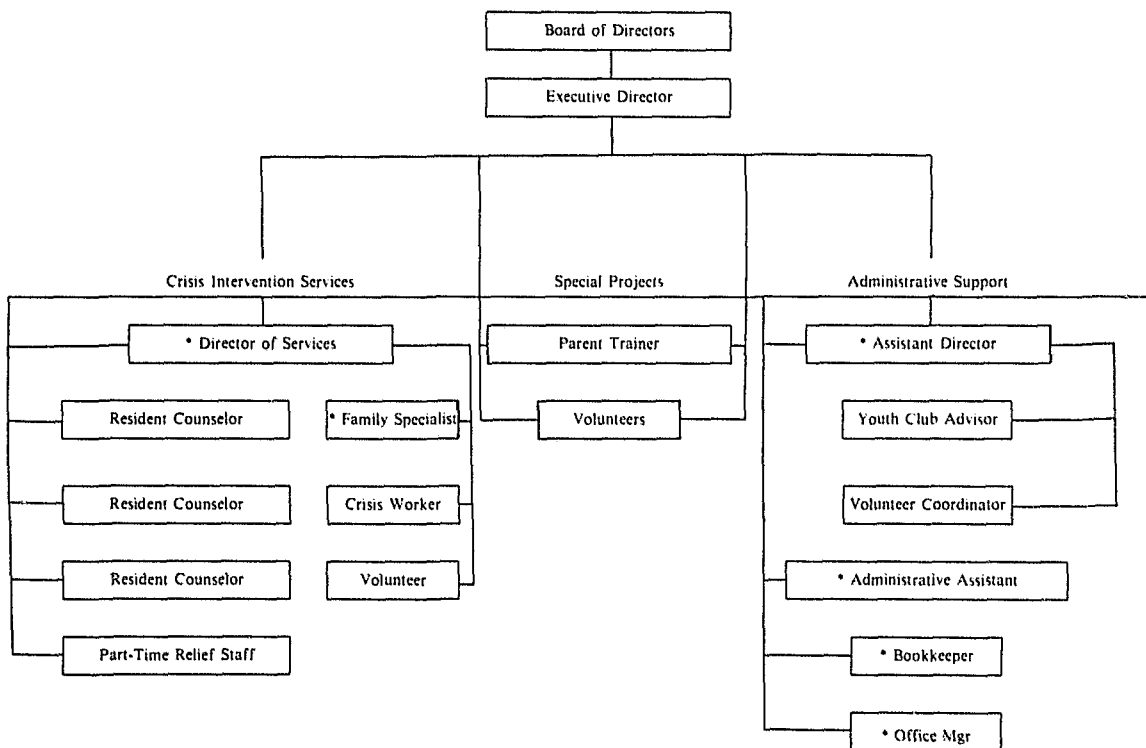 Board of Directors
Executive Director
Crisis Intervention Services
Special Projects
Administrative Support
* Director of Services
Parent Trainer
* Assistant Director
Resident Counselor
* Family Specialist
Volunteers
Youth Club Advisor
Resident Counselor
Crisis Worker
Volunteer Coordinator
Resident Counselor
Volunteer
* Administrative Assistant
Part-Time Relief Staff
* Bookkeeper
* Office Mgr